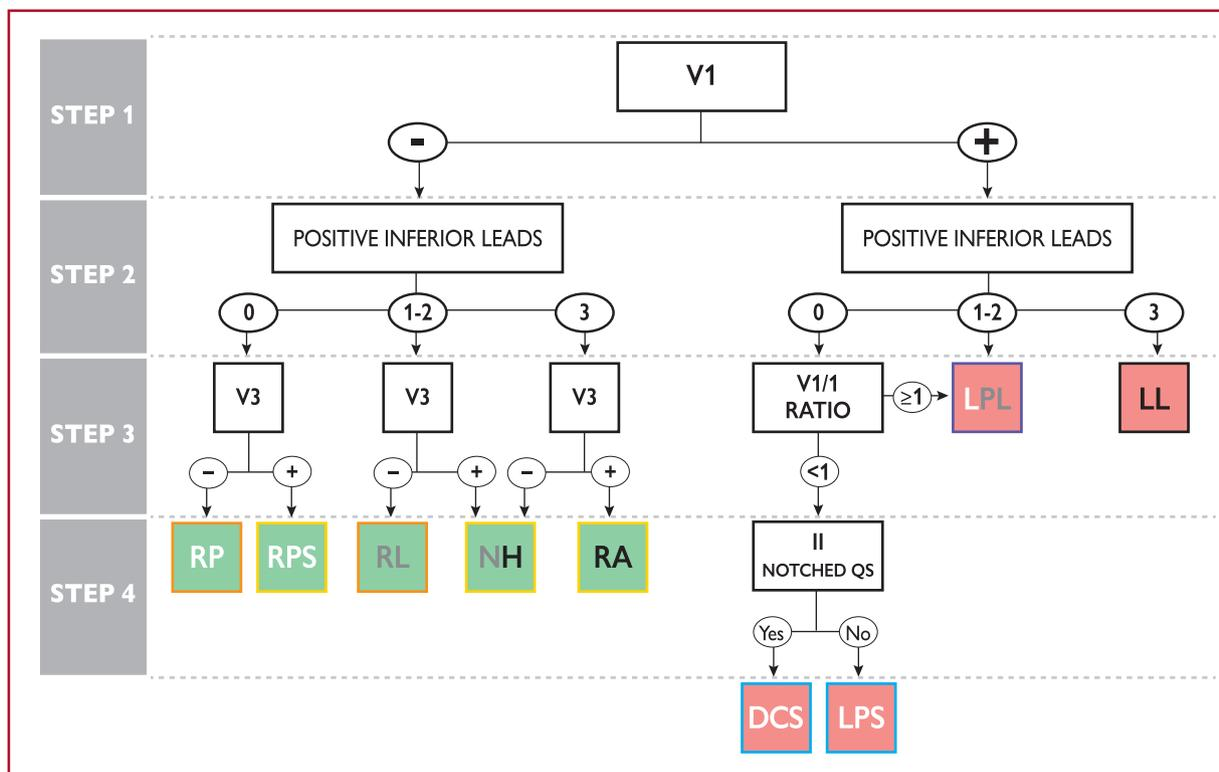 STEP 1
V1
-
+
STEP 2
POSITIVE INFERIOR LEADS
POSITIVE INFERIOR LEADS
0
1-2
3
0
1-2
3
STEP 3
V3
V3
V3
V1/1
RATIO
≥1
LPL
LL
–
+
–
+
–
+
<1
STEP 4
RP
RPS
RL
NH
RA
II
NOTCHED QS
Yes
No
DCS
LPS